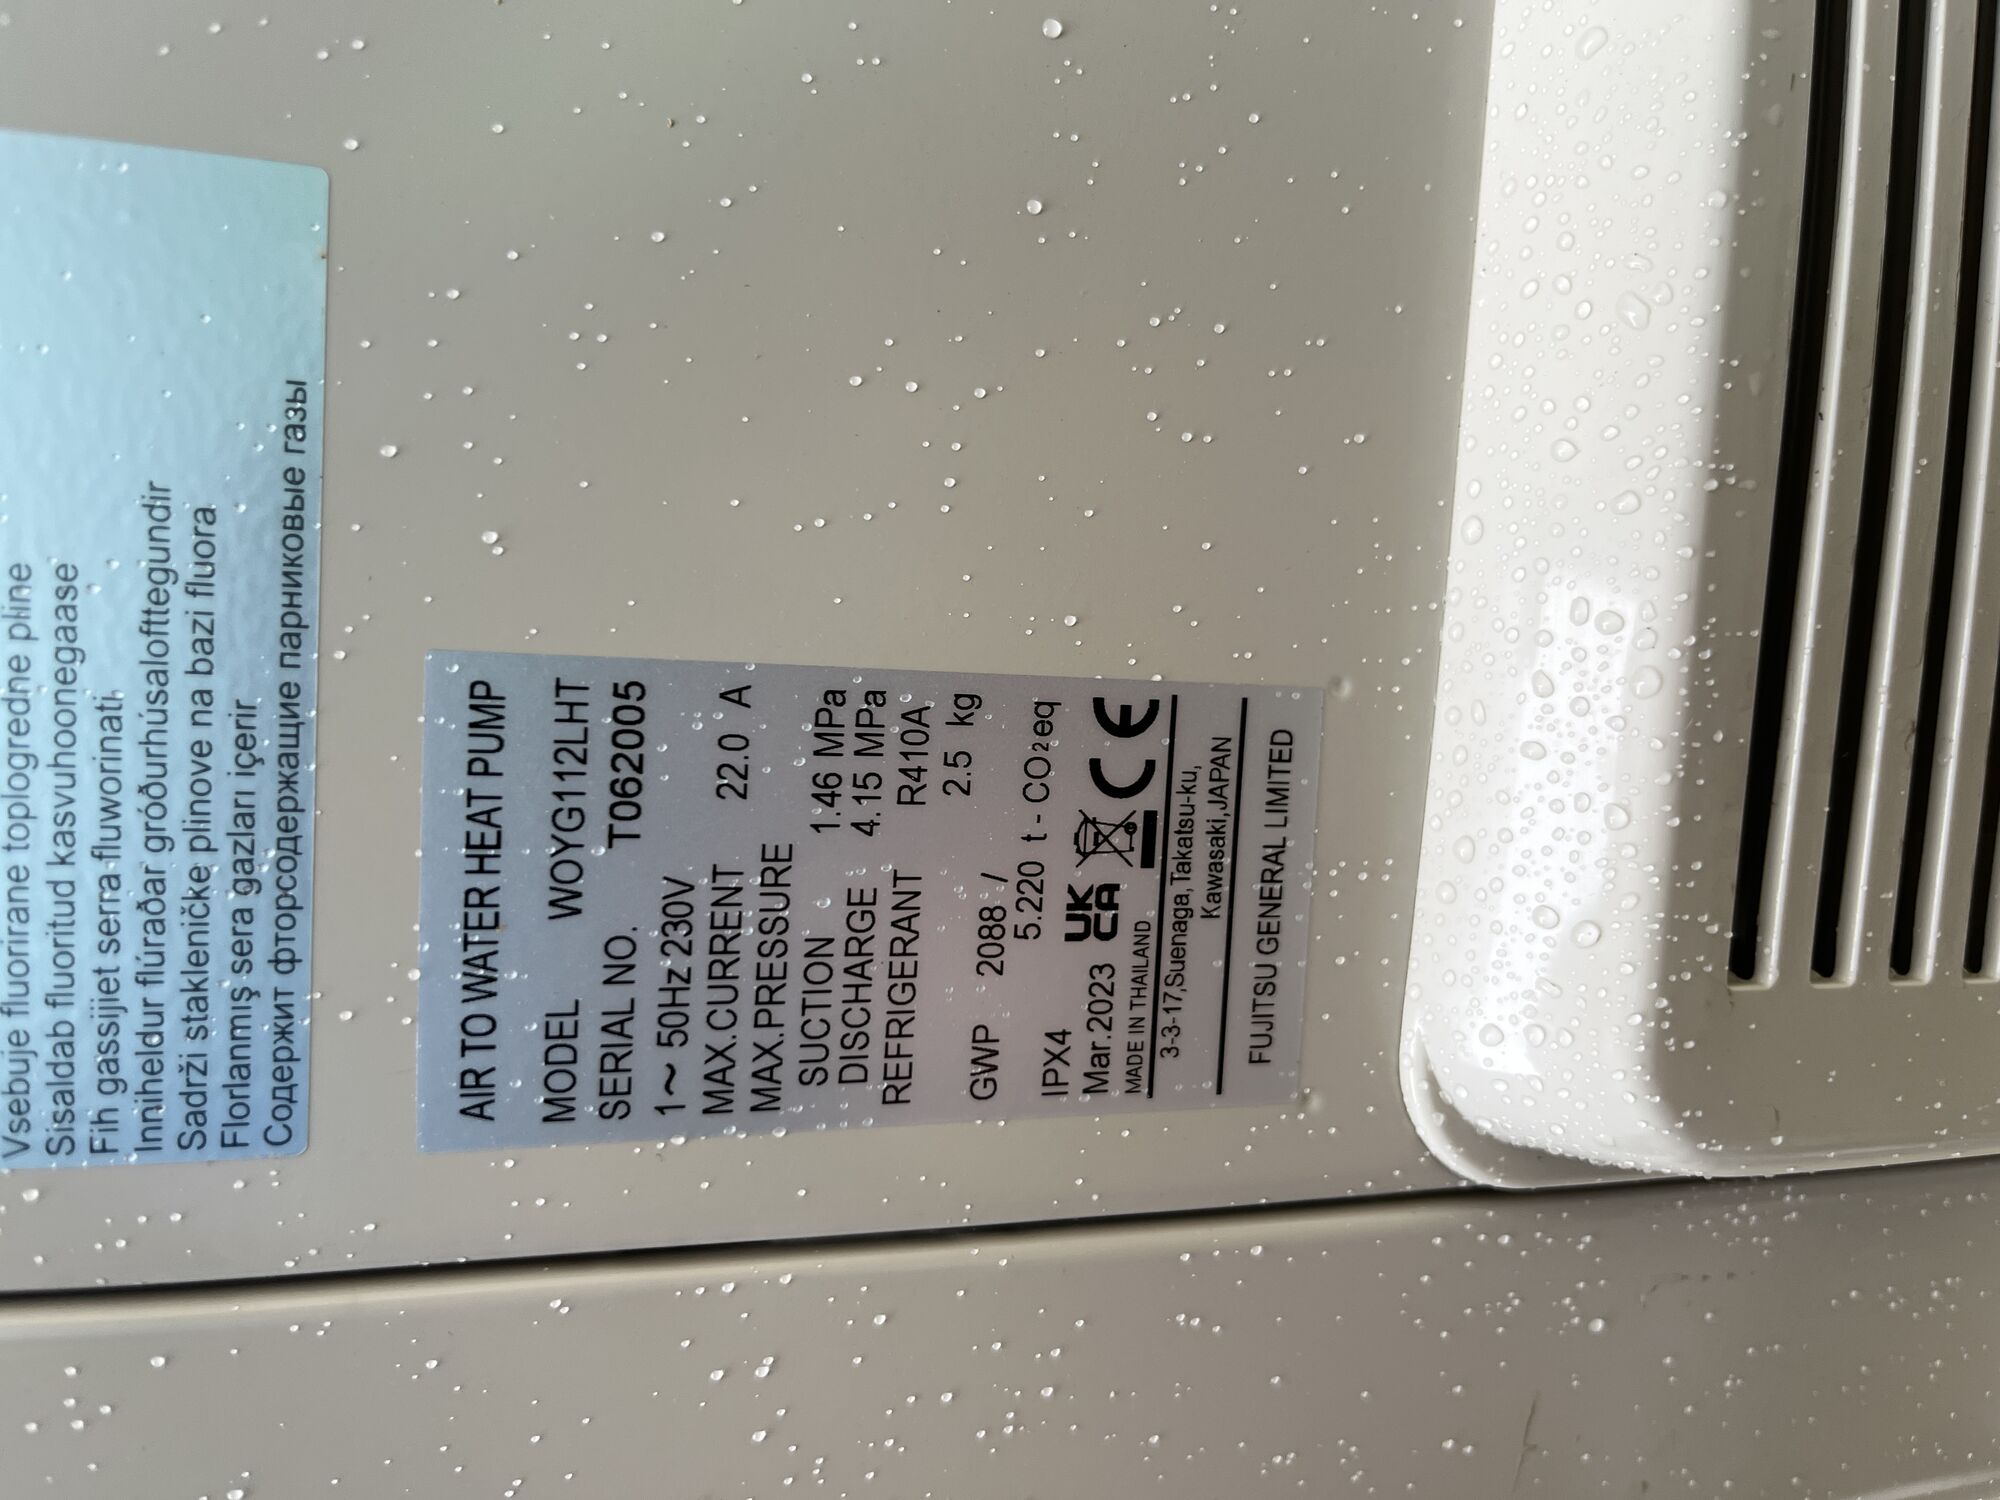 Vsebuje fluorirane toplogredne pline
Sisaldab fluoritud kasvuhoonegaase
Fih gassijiet serra fluworinati
Inniheldur flúraðar gróðurhúsalofttegundir
Sadrži stakleničke plinove na bazi fluora
Florlanmış sera gazları içerir
Содержит фторсодержащие парниковые газы
AIR TO WATER HEAT PUMP
MODEL WOYG112LHT
SERIAL NO. T062005
1~ 50Hz 230V
MAX.CURRENT 22.0 A
MAX.PRESSURE
SUCTION 1.46 MPa
DISCHARGE 4.15 MPa
REFRIGERANT R410A
2.5 kg
GWP 2088 /
5.220 t-CO2eq
IPX4
Mar.2023 UK CA CE
MADE IN THAILAND
3-3-17,Suenaga,Takatsu-ku,
Kawasaki,JAPAN
FUJITSU GENERAL LIMITED